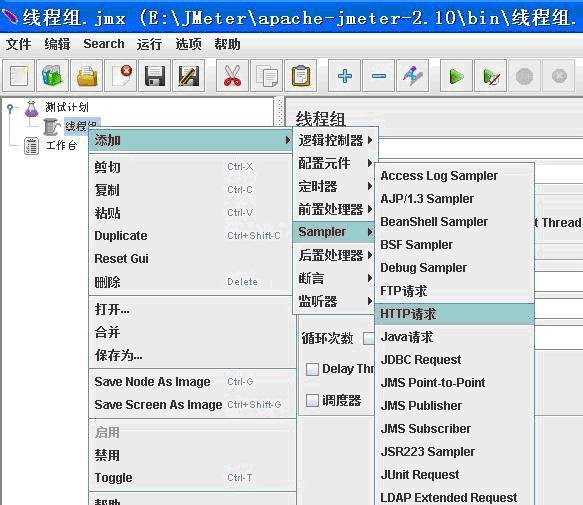 线程组.jmx (E:\JMeter\apache-jmeter-2.10\bin\线程组.
文件 编辑 Search 运行 选项 帮助
测试计划
线程组
工作台
添加
剪切 Ctrl-X
复制 Ctrl-C
粘贴 Ctrl-V
Duplicate Ctrl+Shift-C
Reset Gui
删除 Delete
打开...
合并
保存为...
Save Node As Image Ctrl-G
Save Screen As Image Ctrl+Shift-G
启用
禁用
Toggle Ctrl-T
帮助
逻辑控制器
配置元件
定时器
前置处理器
Sampler
后置处理器
断言
监听器
Access Log Sampler
AJP/1.3 Sampler
BeanShell Sampler
BSF Sampler
Debug Sampler
FTP请求
HTTP请求
Java请求
JDBC Request
JMS Point-to-Point
JMS Publisher
JMS Subscriber
JSR223 Sampler
JUnit Request
LDAP Extended Request
线程组
t Thread
循环次数
Delay Thr
调度器